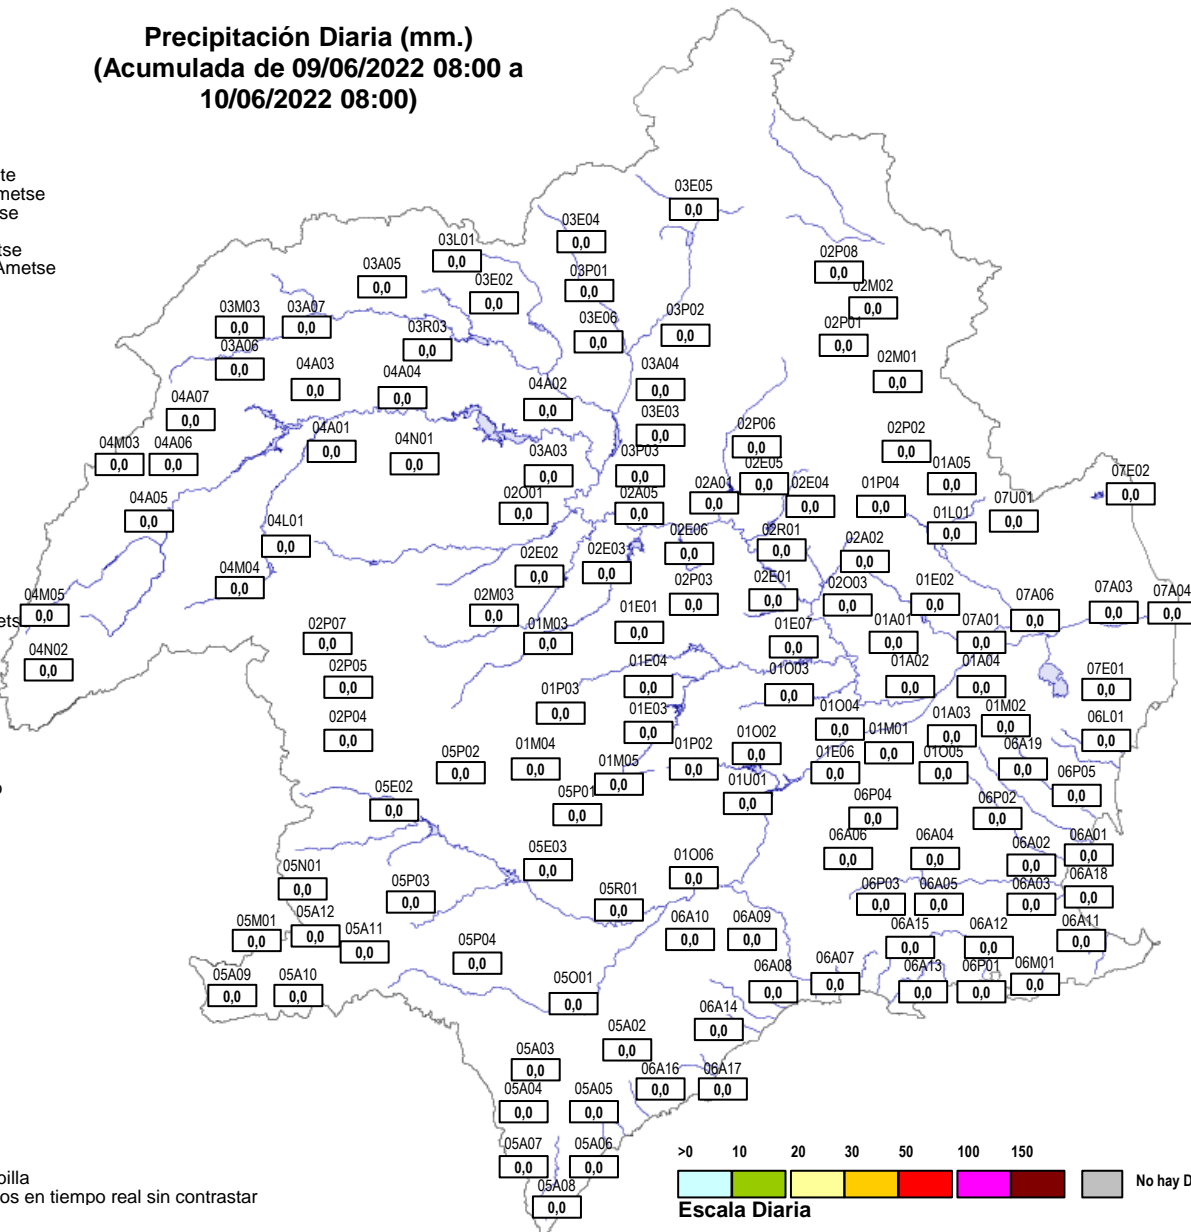 Precipitación Diaria (mm.)
(Acumulada de 09/06/2022 08:00 a
10/06/2022 08:00)
te
metse
se
tse
Ametse
03E05
0,0
03E04
0,0
03L01
0,0
03A05
0,0
03E02
0,0
03P01
0,0
02P08
0,0
02M02
0,0
03M03
0,0
03A07
0,0
03R03
0,0
03E06
0,0
03P02
0,0
02P01
0,0
03A06
0,0
04A03
0,0
04A04
0,0
04A02
0,0
03A04
0,0
02M01
0,0
04A07
0,0
03E03
0,0
04M03
0,0
04A06
0,0
04A01
0,0
04N01
0,0
03A03
0,0
03P03
0,0
02P06
0,0
02E05
0,0
02P02
0,0
01A05
0,0
07E02
0,0
04A05
0,0
02O01
0,0
02A05
0,0
02A01
0,0
02E04
0,0
01P04
0,0
07U01
0,0
01L01
0,0
04L01
0,0
02E02
0,0
02E03
0,0
02E06
0,0
02R01
0,0
02A02
0,0
04M04
0,0
04M05
0,0
ets
02M03
0,0
02P03
0,0
02E01
0,0
02O03
0,0
01E02
0,0
07A06
0,0
07A03
0,0
07A04
0,0
04N02
0,0
02P07
0,0
01M03
0,0
01E01
0,0
01E07
0,0
01A01
0,0
07A01
0,0
02P05
0,0
01E04
0,0
01O03
0,0
01A02
0,0
01A04
0,0
07E01
0,0
02P04
0,0
01P03
0,0
01E03
0,0
01O04
0,0
01M01
0,0
01A03
0,0
01M02
0,0
06L01
0,0
05P02
0,0
01M04
0,0
01M05
0,0
01P02
0,0
01O02
0,0
01E06
0,0
01O05
0,0
06A19
0,0
06P05
0,0
o
05E02
0,0
05P01
0,0
01U01
0,0
06P04
0,0
06P02
0,0
05E03
0,0
01O06
0,0
06A06
0,0
06A04
0,0
06A02
0,0
06A01
0,0
05N01
0,0
05P03
0,0
05R01
0,0
06P03
0,0
06A05
0,0
06A03
0,0
06A18
0,0
05M01
0,0
05A12
0,0
05A11
0,0
05P04
0,0
06A10
0,0
06A09
0,0
06A15
0,0
06A12
0,0
06A11
0,0
05A09
0,0
05A10
0,0
05O01
0,0
06A08
0,0
06A07
0,0
06A13
0,0
06P01
0,0
06M01
0,0
05A02
0,0
06A14
0,0
05A03
0,0
06A16
0,0
06A17
0,0
05A04
0,0
05A05
0,0
05A07
0,0
05A06
0,0
05A08
0,0
oilla
os en tiempo real sin contrastar
>0 10 20 30 50 100 150
No hay D
Escala Diaria